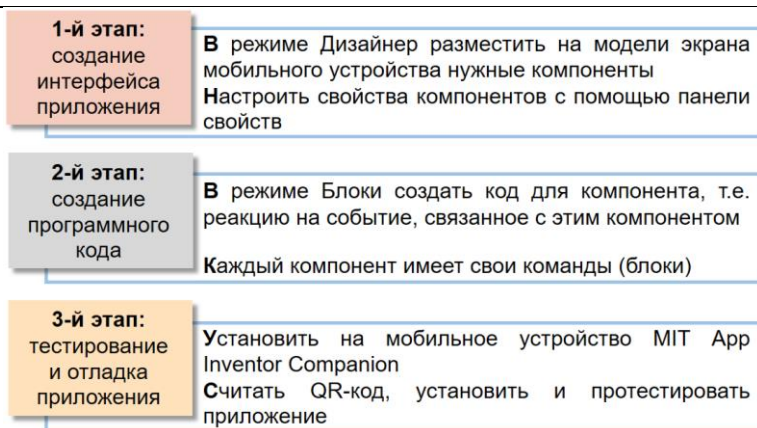 1-й этап:
создание
интерфейса
приложения
В режиме Дизайнер разместить на модели экрана
мобильного устройства нужные компоненты
Настроить свойства компонентов с помощью панели
свойств
2-й этап:
создание
программного
кода
В режиме Блоки создать код для компонента, т.е.
реакцию на событие, связанное с этим компонентом
Каждый компонент имеет свои команды (блоки)
3-й этап:
тестирование
и отладка
приложения
Установить на мобильное устройство MIT App
Inventor Companion
Считать QR-код, установить и протестировать
приложение